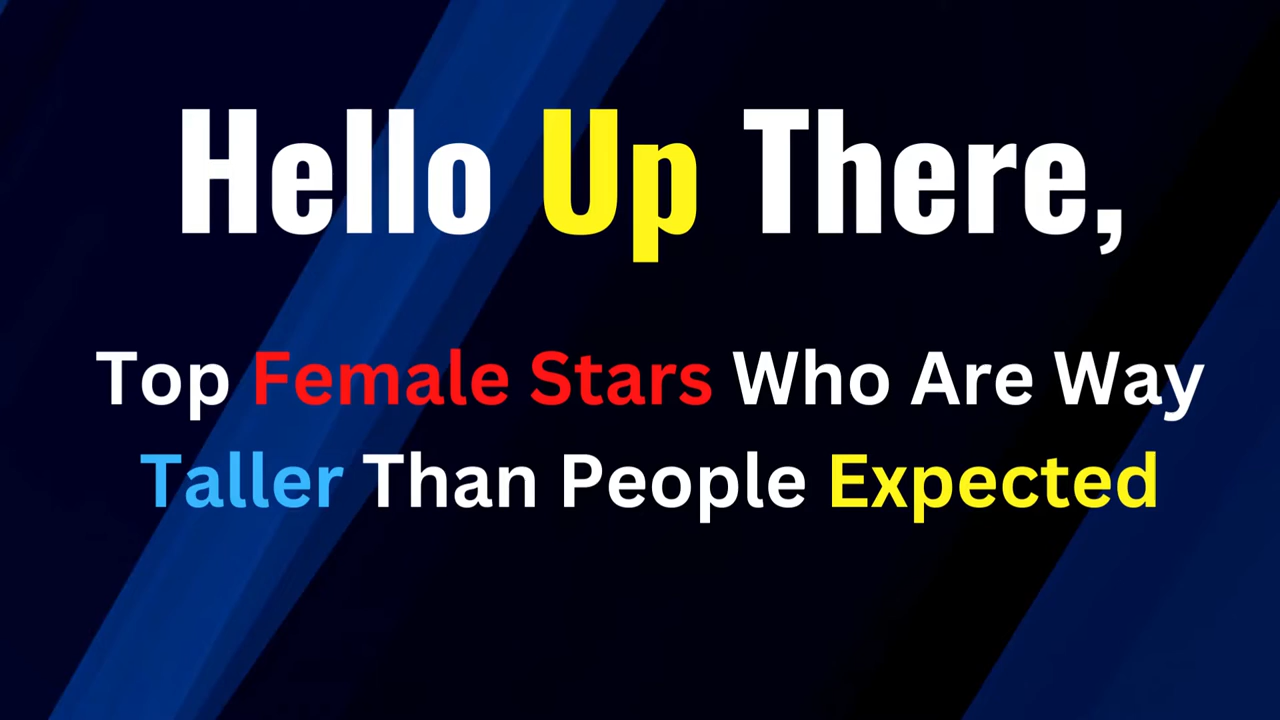 Hello Up There,
Top Female Stars Who Are Way
Taller Than People Expected